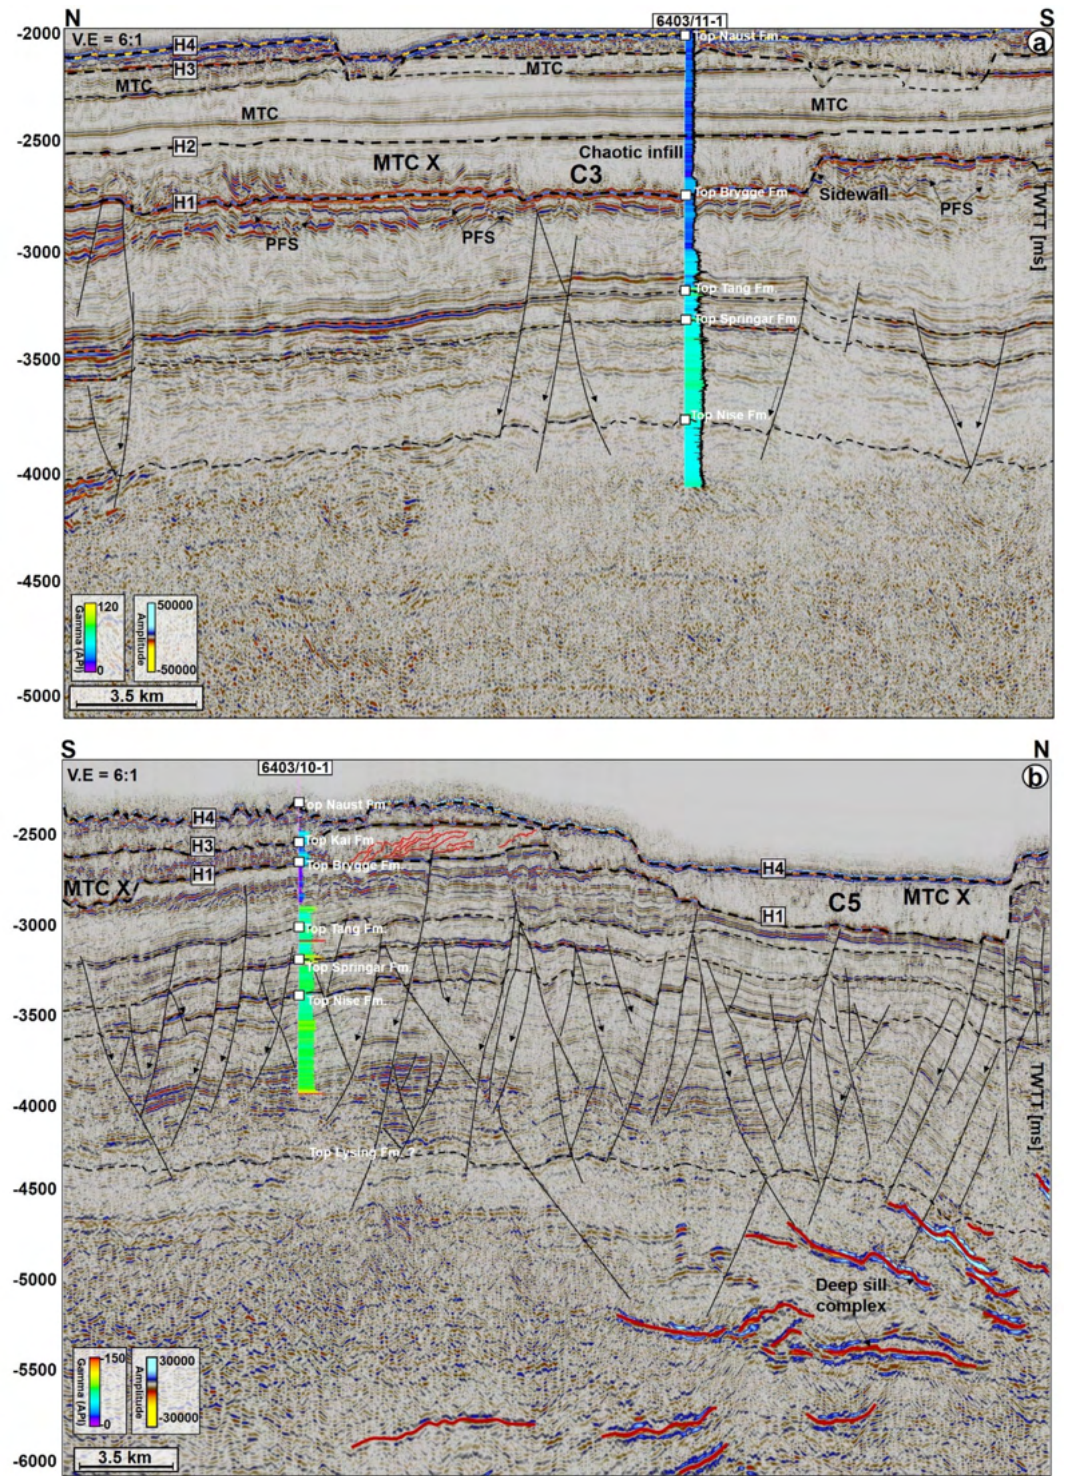 N
6403/11-1
S
-2000
V.E = 6:1
H4
Top Naust Fm
a
H3
MTC
MTC
MTC
MTC
-2500
H2
MTC X
Chaotic infill
C3
H1
Top Brygge Fm
Sidewall
PFS
PFS
PFS
TWTT [ms]
-3000
Top Tang Fm
Top Springar Fm
-3500
Top Nise Fm
-4000
-4500
Gamma (API)
120
0
Amplitude
50000
-50000
-5000
3.5 km
S
N
6403/10-1
V.E = 6:1
b
Top Naust Fm
H4
-2500
Top Kai Fm
H3
Top Brygge Fm.
H1
MTC X
H4
C5
MTC X
H1
-3000
Top Tang Fm.
Top Springar Fm
Top Nise Fm.
-3500
-4000
TWTT [ms]
Top Lysing Fm. ?
-4500
-5000
Deep sill
complex
-5500
Gamma (API)
150
0
Amplitude
30000
-30000
3.5 km
-6000